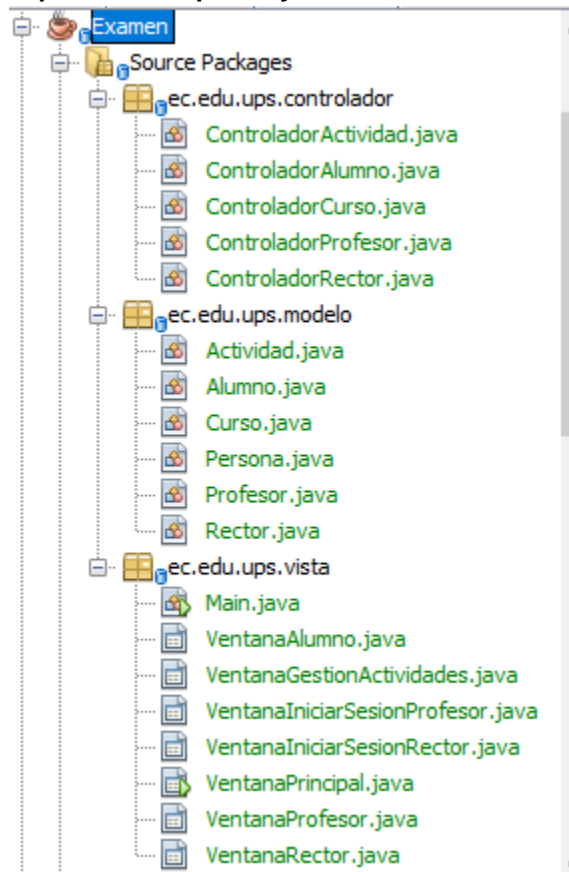 Examen
Source Packages
ec.edu.ups.controlador
ControladorActividad.java
ControladorAlumno.java
ControladorCurso.java
ControladorProfesor.java
ControladorRector.java
ec.edu.ups.modelo
Actividad.java
Alumno.java
Curso.java
Persona.java
Profesor.java
Rector.java
ec.edu.ups.vista
Main.java
VentanaAlumno.java
VentanaGestionActividades.java
VentanaIniciarSesionProfesor.java
VentanaIniciarSesionRector.java
VentanaPrincipal.java
VentanaProfesor.java
VentanaRector.java